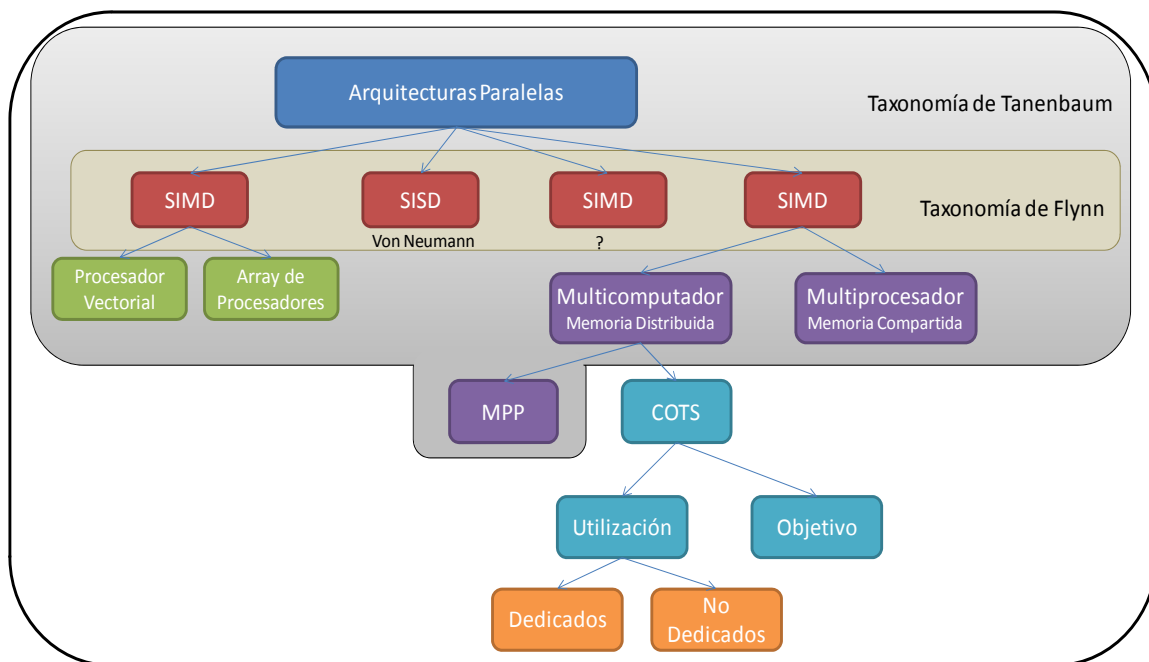 Arquitecturas Paralelas
Taxonomía de Tanenbaum
SIMD
SISD
SIMD
SIMD
Taxonomía de Flynn
Von Neumann
?
Procesador
Vectorial
Array de
Procesadores
Multicomputador
Memoria Distribuida
Multiprocesador
Memoria Compartida
MPP
COTS
Utilización
Objetivo
Dedicados
No
Dedicados